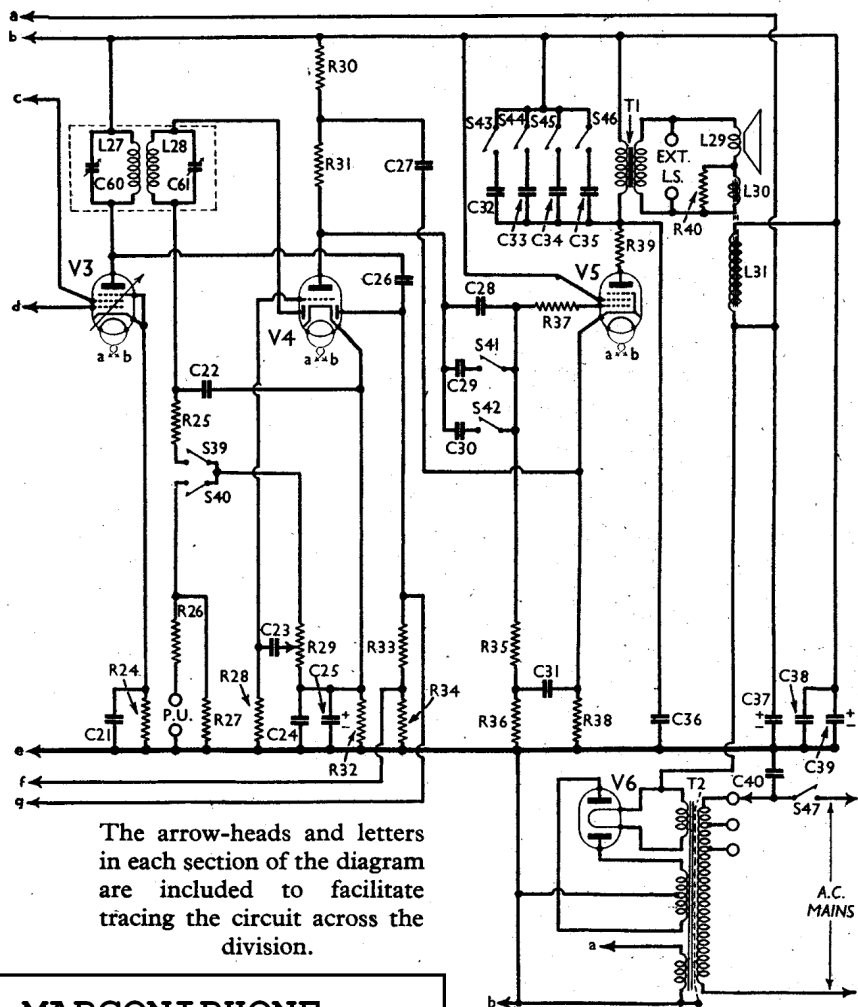 a
b
c
d
R30
L27
L28
C60
C61
R31
C27
S43
S44
S45
S46
T1
L29
EXT.
L.S.
L30
C32
C33
C34
C35
R40
R39
L31
V3
C26
V5
C28
V4
R37
a b
a b
a b
S41
C22
C29
R25
S42
S39
C30
S40
R26
C23
R29
R33
R35
R24
R28
C25
C31
C37
C38
P.U.
R34
C21
R27
C24
R32
R36
R38
C36
C39
e
f
g
V6
T2
C40
S47
The arrow-heads and letters
in each section of the diagram
are included to facilitate
tracing the circuit across the
division.
A.C.
MAINS
a
b